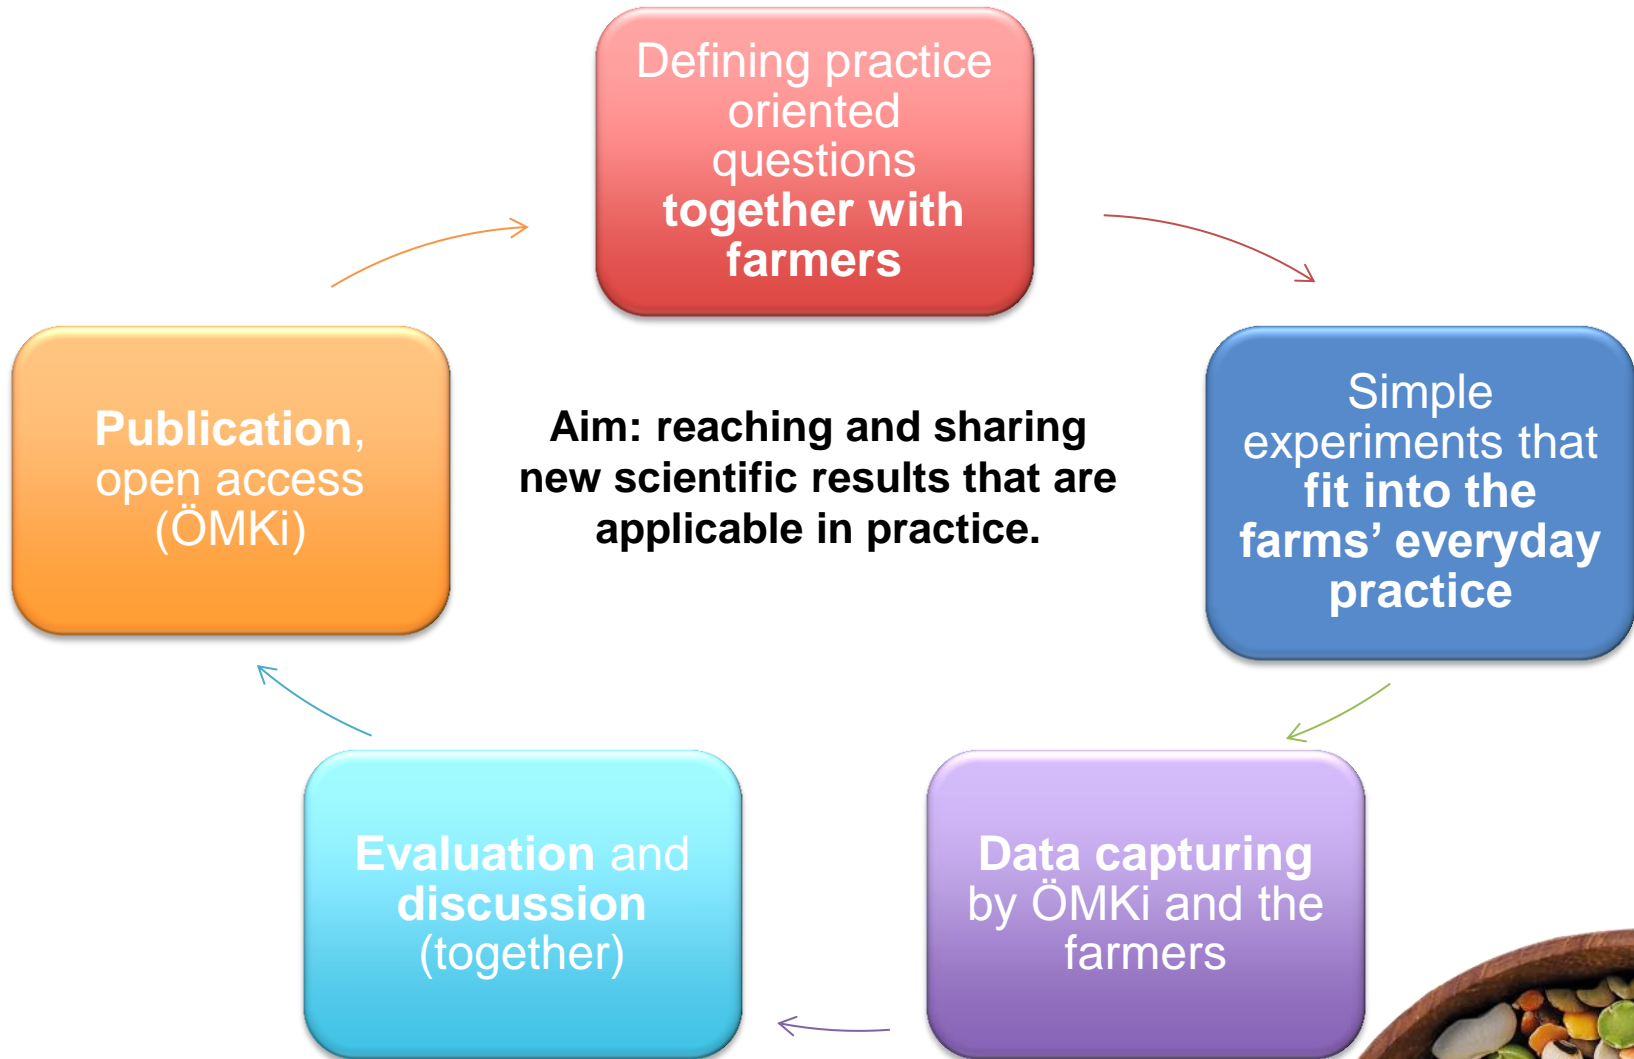 Defining practice
oriented
questions
together with
farmers
Simple
experiments that
fit into the
farms’ everyday
practice
Data capturing
by ÖMKi and the
farmers
Evaluation and
discussion
(together)
Publication,
open access
(ÖMKi)
Aim: reaching and sharing
new scientific results that are
applicable in practice.